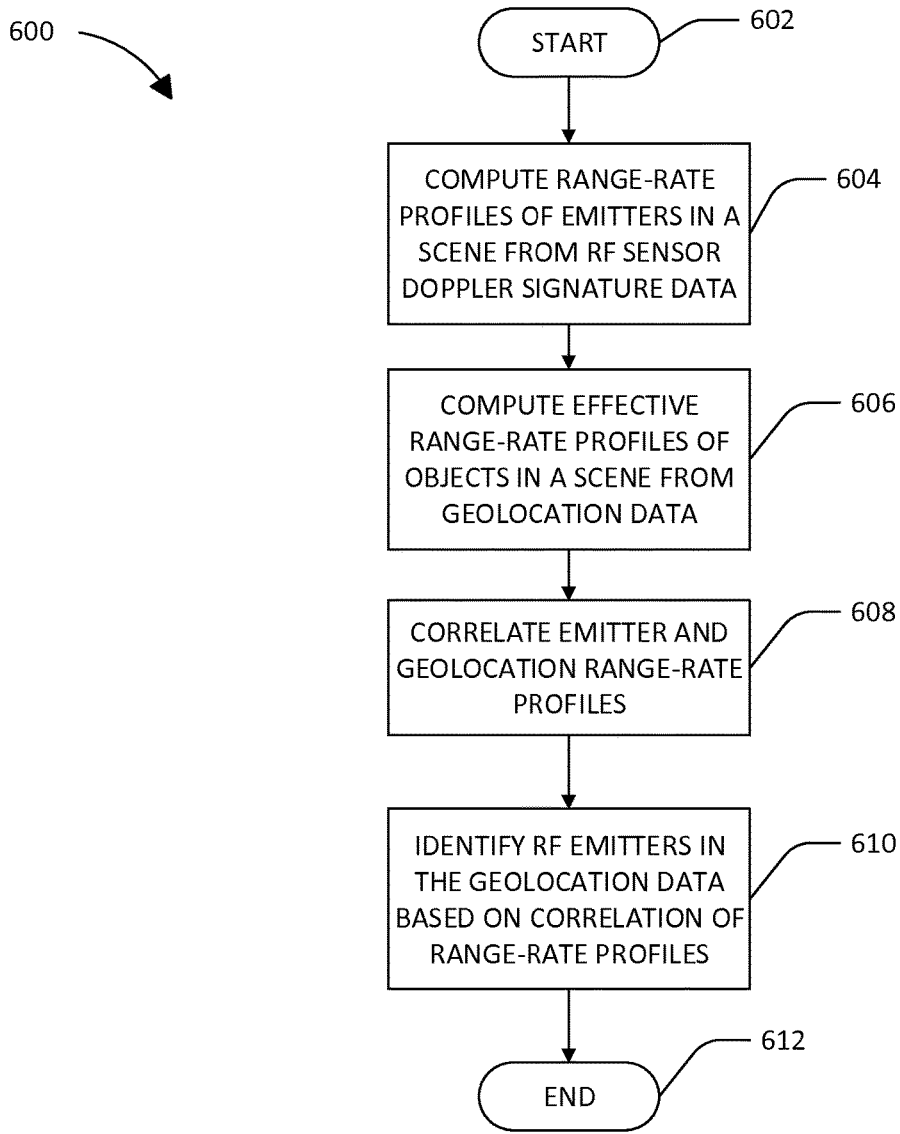 600
START
602
COMPUTE RANGE-RATE
PROFILES OF EMITTERS IN A
SCENE FROM RF SENSOR
DOPPLER SIGNATURE DATA
604
COMPUTE EFFECTIVE
RANGE-RATE PROFILES OF
OBJECTS IN A SCENE FROM
GEOLOCATION DATA
606
CORRELATE EMITTER AND
GEOLOCATION RANGE-RATE
PROFILES
608
IDENTIFY RF EMITTERS IN
THE GEOLOCATION DATA
BASED ON CORRELATION OF
RANGE-RATE PROFILES
610
END
612